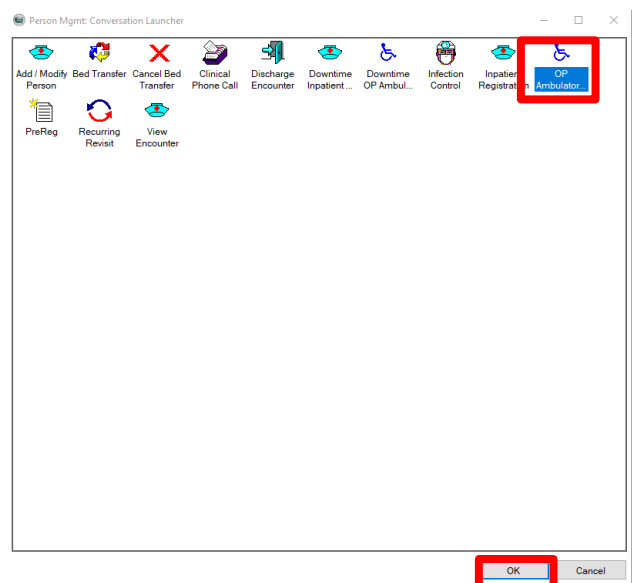 Person Mgmt: Conversation Launcher
Add / Modify Person
Bed Transfer
Cancel Bed Transfer
Clinical Phone Call
Discharge Encounter
Downtime Inpatient ...
Downtime OP Ambul...
Infection Control
Inpatien Registration
OP Ambulator...
PreReg
Recurring Revisit
View Encounter
OK
Cancel